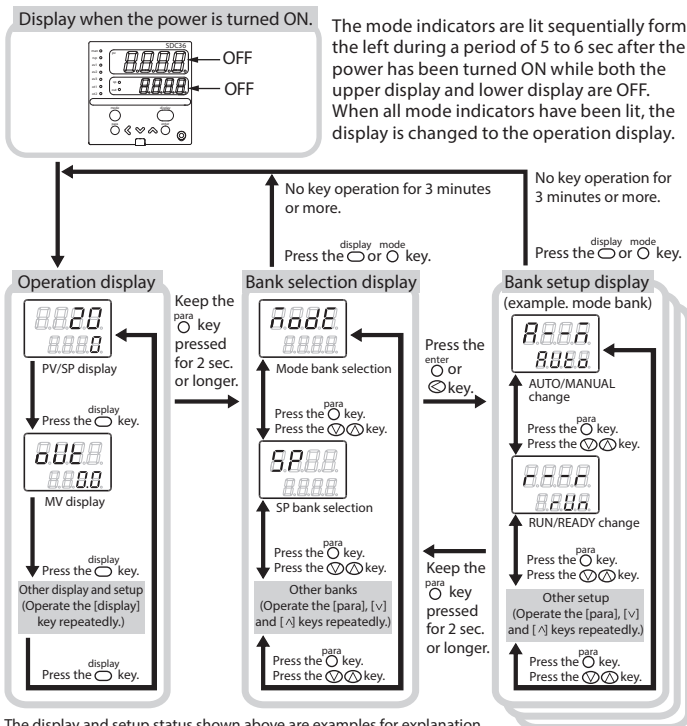 Display when the power is turned ON.
SDC36
OFF
OFF
The mode indicators are lit sequentially form
the left during a period of 5 to 6 sec after the
power has been turned ON while both the
upper display and lower display are OFF.
When all mode indicators have been lit, the
display is changed to the operation display.
No key operation for 3 minutes
or more.
Press the display or mode key.
No key operation for
3 minutes or more.
Press the display or mode key.
Operation display
PV/SP display
Press the display key.
MV display
Press the display key.
Other display and setup
(Operate the [display]
key repeatedly.)
Press the display key.
Keep the
para
key
pressed
for 2 sec.
or longer.
Bank selection display
Mode bank selection
Press the para key.
Press the key.
SP bank selection
Press the para key.
Press the key.
Other banks
(Operate the [para], [∨]
and [∧] keys repeatedly.)
Press the para key.
Press the key.
Press the
enter
or
key.
Keep the
para
key
pressed
for 2 sec.
or longer.
Bank setup display
(example. mode bank)
AUTO/MANUAL
change
Press the para key.
Press the key.
RUN/READY change
Press the para key.
Press the key.
Other setup
(Operate the [para], [∨]
and [∧] keys repeatedly.)
Press the para key.
Press the key.
The display and setup status shown above are examples for explanation